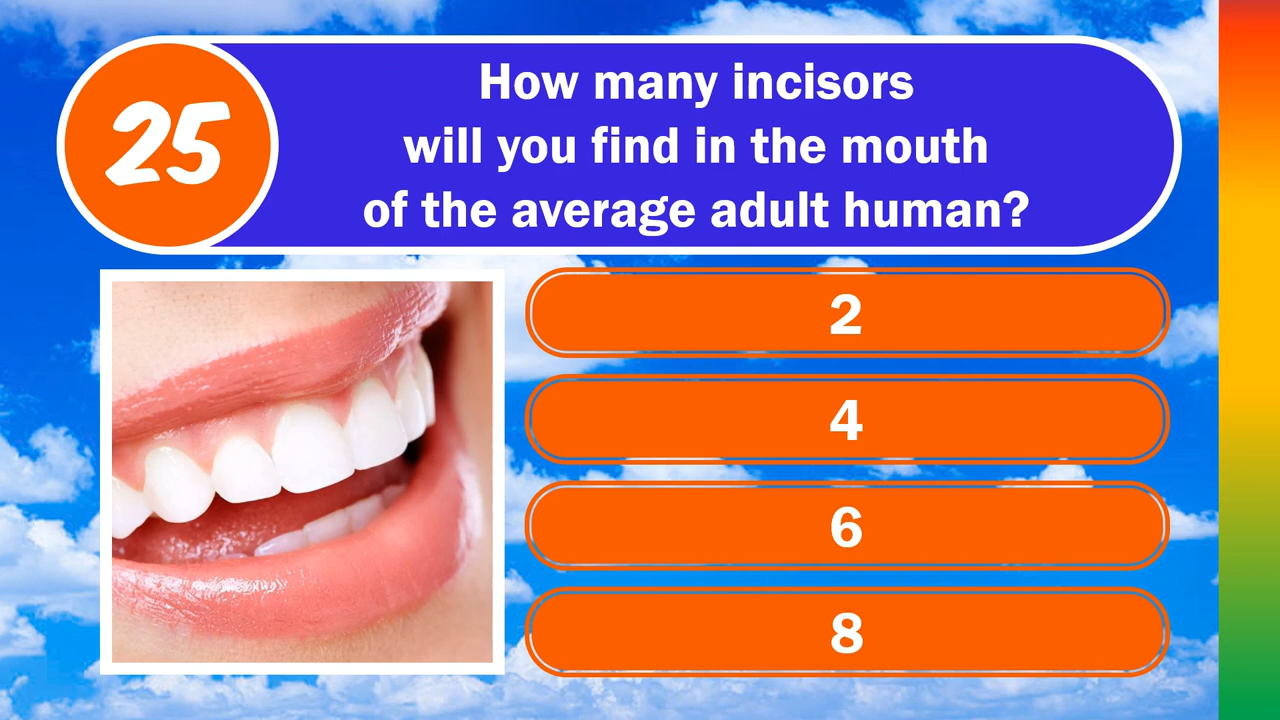 25
How many incisors
will you find in the mouth
of the average adult human?
2
4
6
8